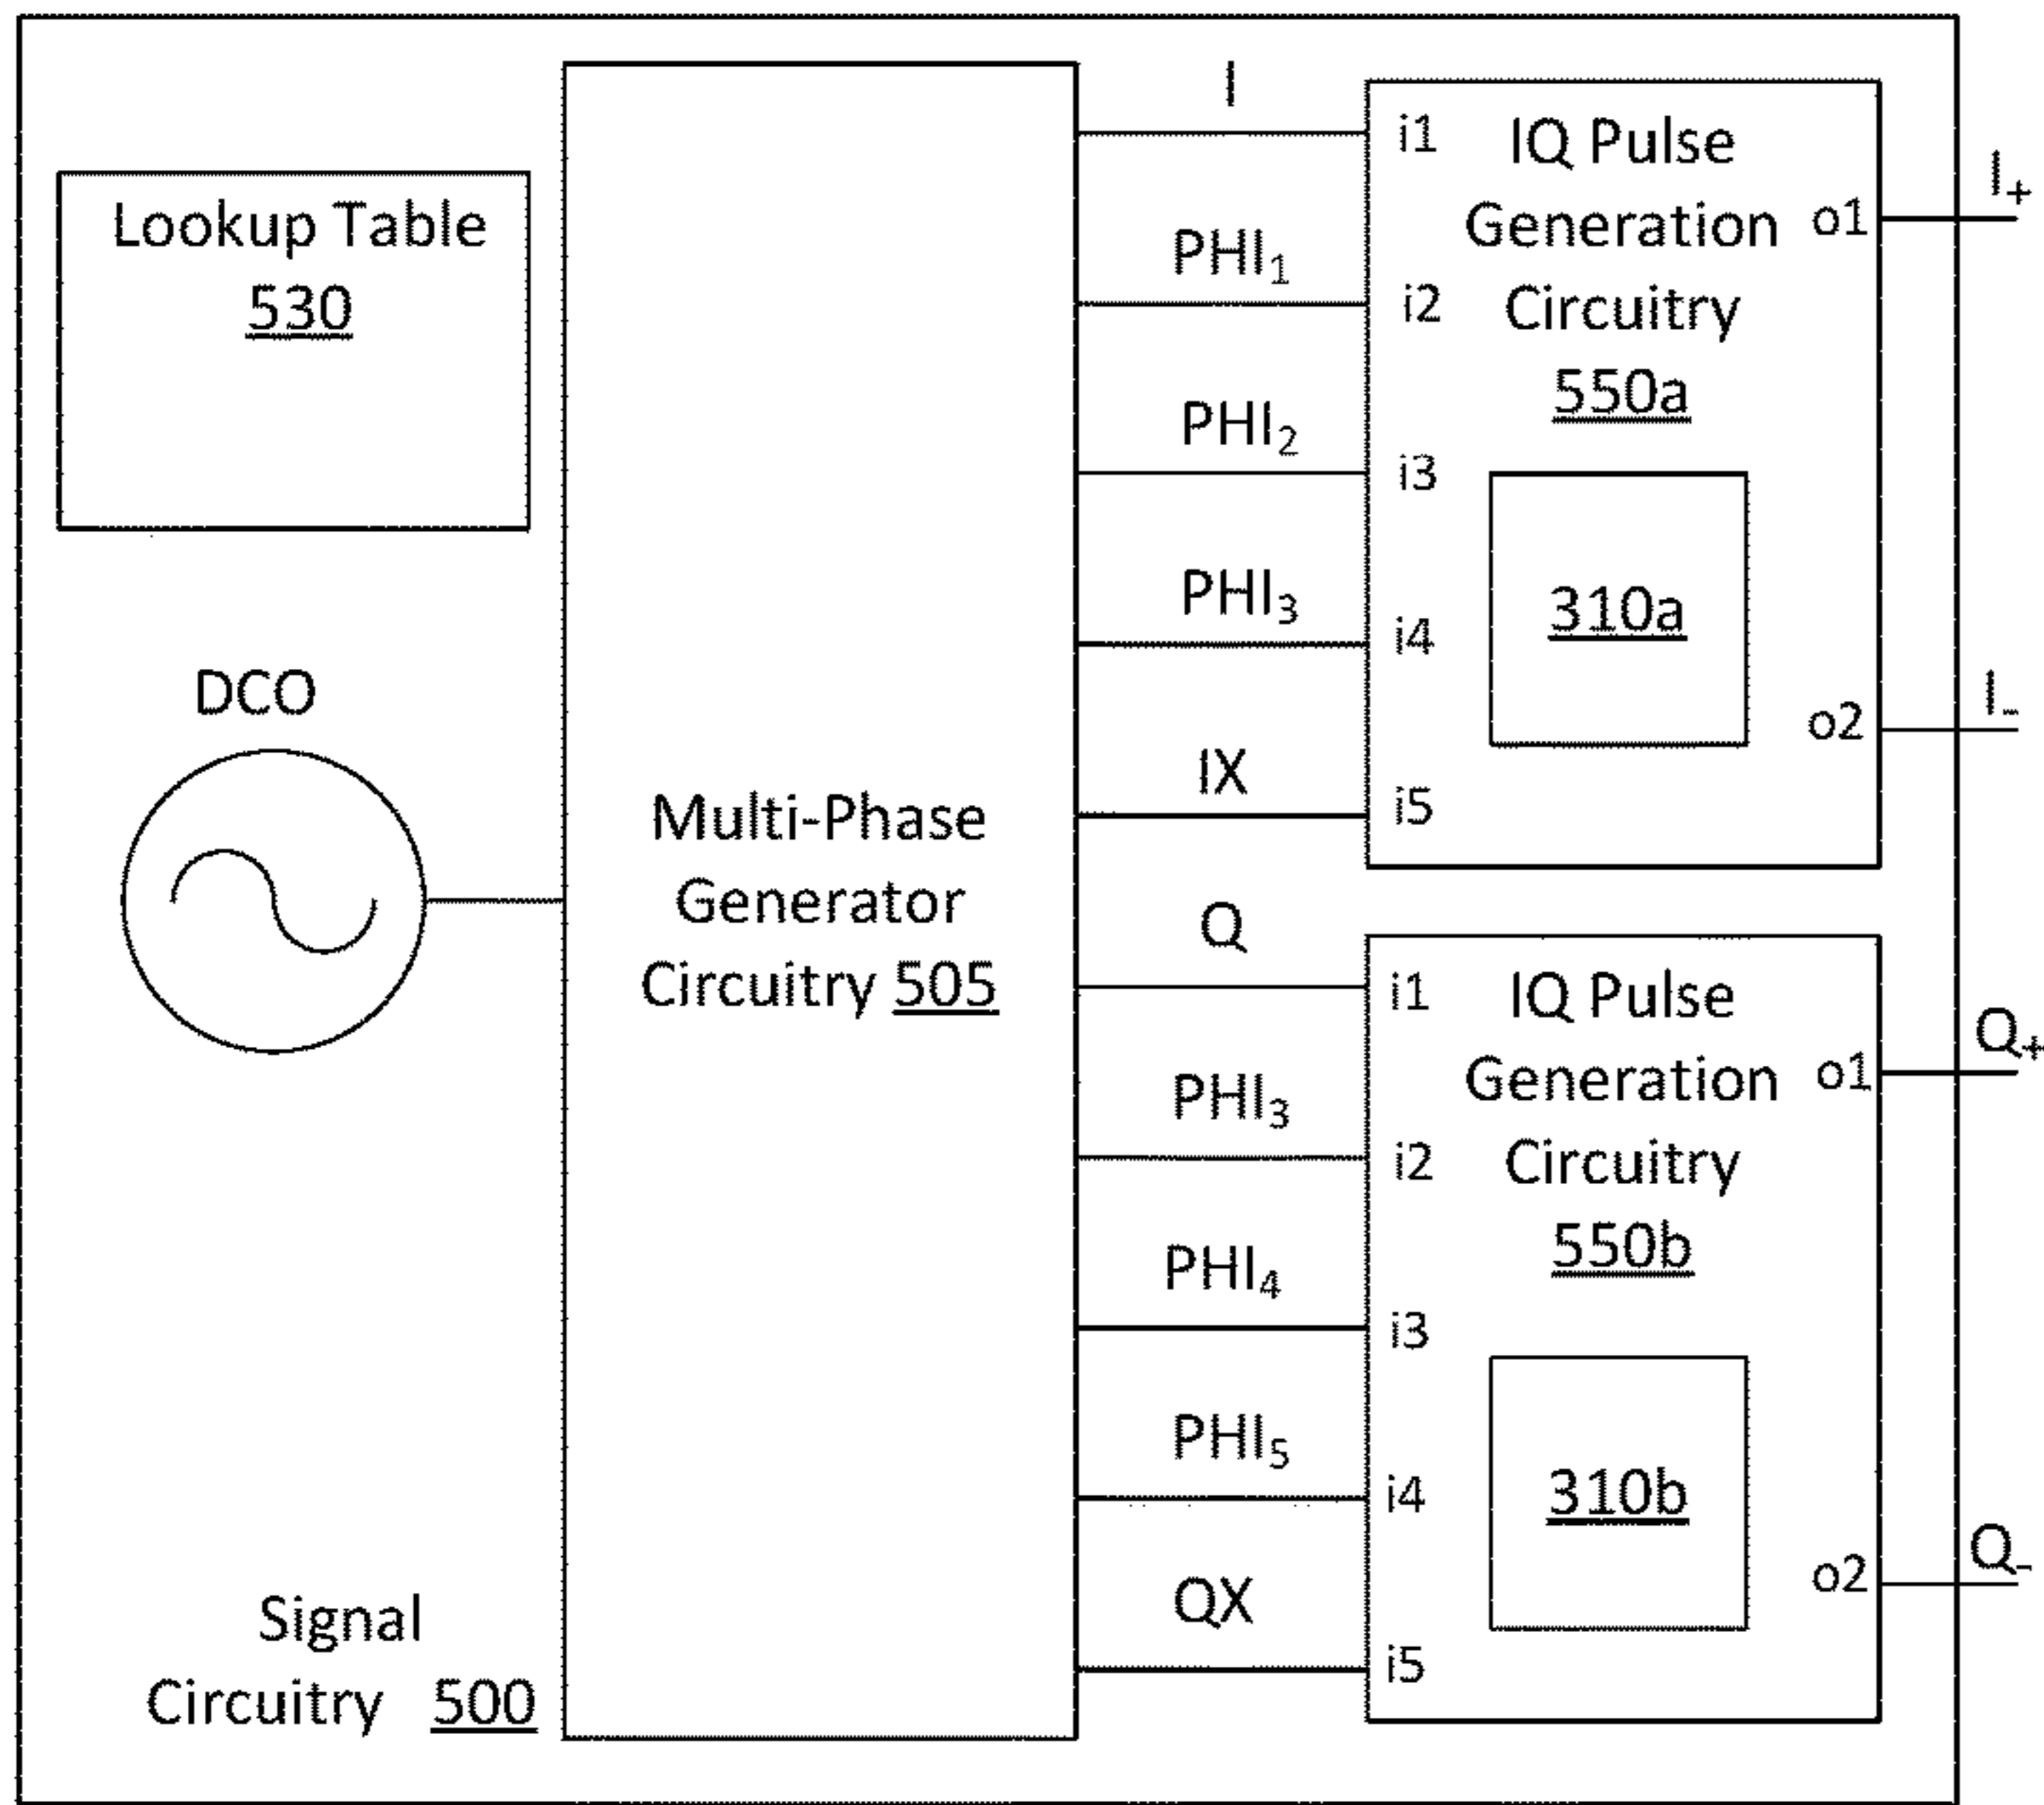 Lookup Table
530
DCO
Signal
Circuitry 500
Multi-Phase
Generator
Circuitry 505
I
PHI₁
PHI₂
PHI₃
IX
Q
PHI₃
PHI₄
PHI₅
QX
i1
i2
i3
i4
i5
IQ Pulse
Generation
Circuitry
550a
310a
o1
o2
I₊
I₋
i1
i2
i3
i4
i5
IQ Pulse
Generation
Circuitry
550b
310b
o1
o2
Q₊
Q₋